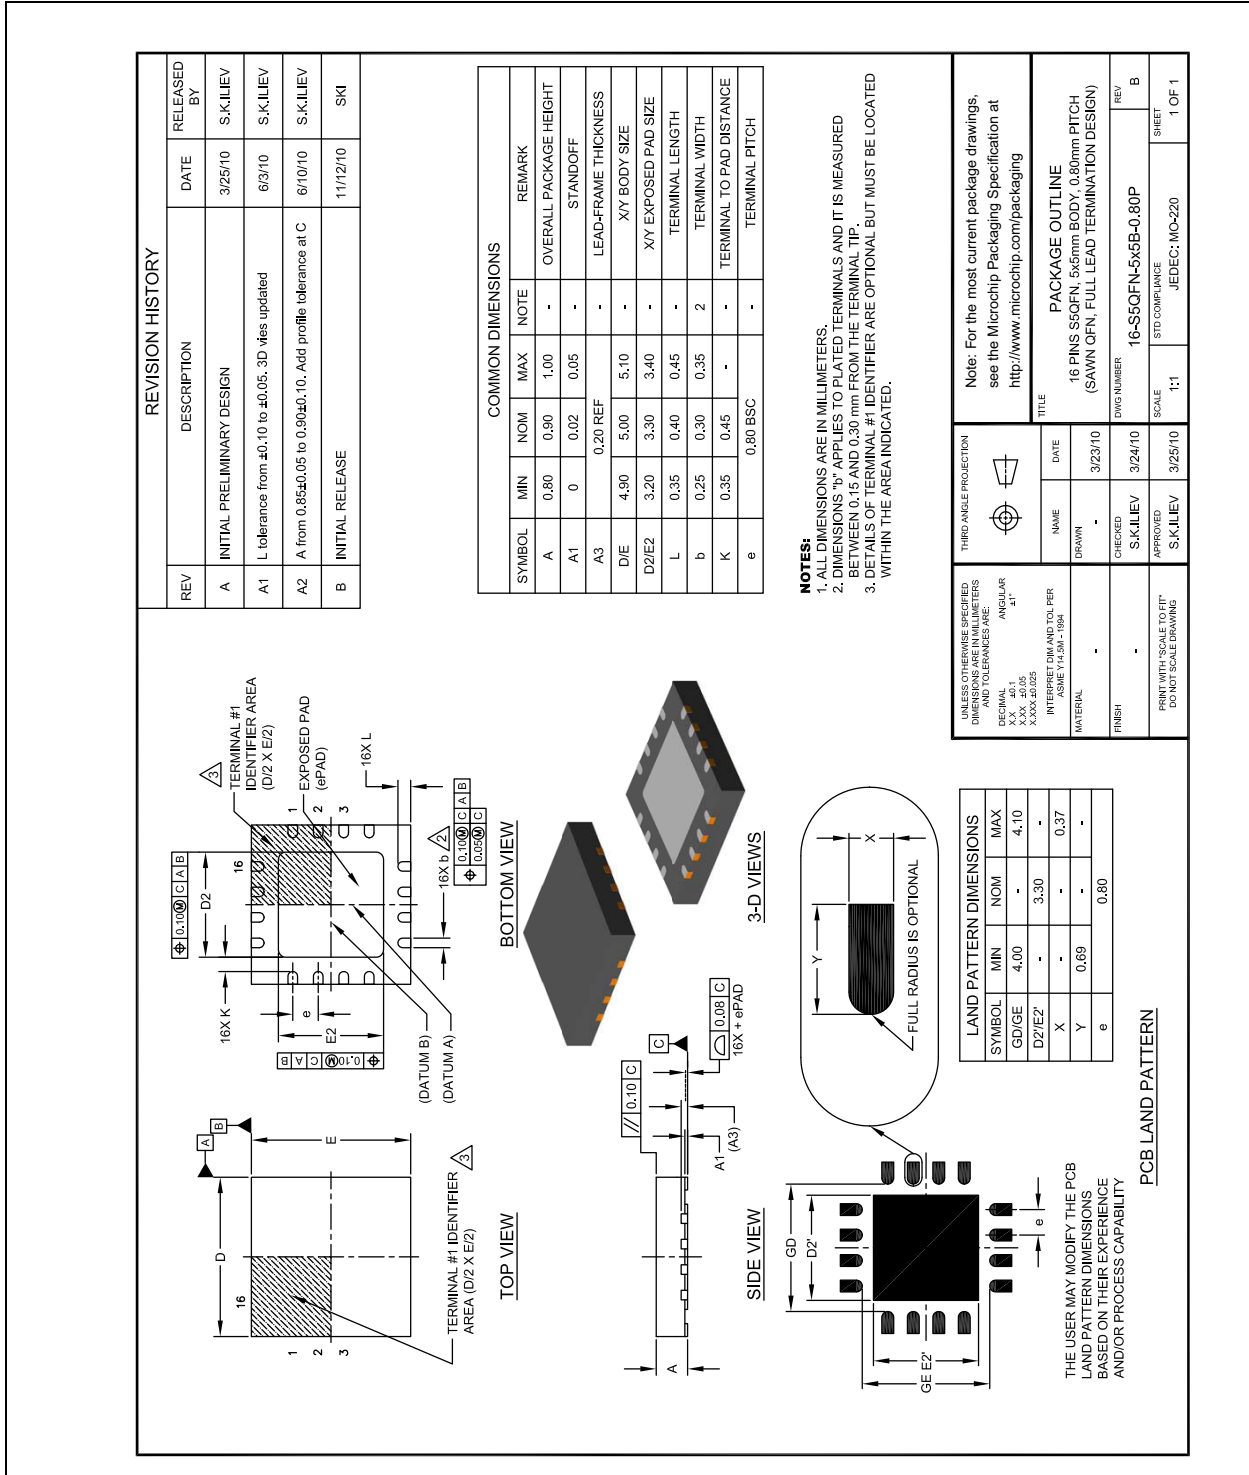 REVISION HISTORY
REV DESCRIPTION DATE RELEASED BY
A INITIAL PRELIMINARY DESIGN 3/25/10 S.K.ILIEV
A1 L tolerance from ±0.10 to ±0.05. 3D vies updated 6/3/10 S.K.ILIEV
A2 A from 0.85±0.05 to 0.90±0.10. Add profile tolerance at C 6/10/10 S.K.ILIEV
B INITIAL RELEASE 11/12/10 SKI
D
16
1
2
3
E
A
B
TERMINAL #1 IDENTIFIER
AREA (D/2 X E/2)
3
TOP VIEW
0.10 M C A B
D2
16X K
e
E2
0.10 M C A B
16
1
2
3
3
TERMINAL #1
IDENTIFIER AREA
(D/2 X E/2)
EXPOSED PAD
(ePAD)
16X L
16X b
2
0.10 M C A B
0.05 M C
(DATUM B)
(DATUM A)
BOTTOM VIEW
COMMON DIMENSIONS
SYMBOL MIN NOM MAX NOTE REMARK
A 0.80 0.90 1.00 - OVERALL PACKAGE HEIGHT
A1 0 0.02 0.05 - STANDOFF
A3 0.20 REF - LEAD-FRAME THICKNESS
D/E 4.90 5.00 5.10 - X/Y BODY SIZE
D2/E2 3.20 3.30 3.40 - X/Y EXPOSED PAD SIZE
L 0.35 0.40 0.45 - TERMINAL LENGTH
b 0.25 0.30 0.35 2 TERMINAL WIDTH
K 0.35 0.45 - - TERMINAL TO PAD DISTANCE
e 0.80 BSC - TERMINAL PITCH
A
// 0.10 C
C
A1
(A3)
0.08 C
16X + ePAD
SIDE VIEW
3-D VIEWS
NOTES:
1. ALL DIMENSIONS ARE IN MILLIMETERS.
2. DIMENSIONS "b" APPLIES TO PLATED TERMINALS AND IT IS MEASURED
BETWEEN 0.15 AND 0.30 mm FROM THE TERMINAL TIP.
3. DETAILS OF TERMINAL #1 IDENTIFIER ARE OPTIONAL BUT MUST BE LOCATED
WITHIN THE AREA INDICATED.
GD
D2'
GE E2'
e
Y
X
FULL RADIUS IS OPTIONAL
LAND PATTERN DIMENSIONS
SYMBOL MIN NOM MAX
GD/GE 4.00 - 4.10
D2'/E2' - 3.30 -
X - - 0.37
Y 0.69 - -
e 0.80
THE USER MAY MODIFY THE PCB
LAND PATTERN DIMENSIONS
BASED ON THEIR EXPERIENCE
AND/OR PROCESS CAPABILITY
PCB LAND PATTERN
UNLESS OTHERWISE SPECIFIED
DIMENSIONS ARE IN MILLIMETERS
AND TOLERANCES ARE:
DECIMAL ANGULAR
X.X ±0.1 ±1°
X.XX ±0.05
X.XXX ±0.025
INTERPRET DIM AND TOL PER
ASME Y14.5M - 1994
MATERIAL
-
FINISH
-
PRINT WITH "SCALE TO FIT"
DO NOT SCALE DRAWING
THIRD ANGLE PROJECTION
NAME DATE
DRAWN
- 3/23/10
CHECKED
S.K.ILIEV 3/24/10
APPROVED
S.K.ILIEV 3/25/10
Note: For the most current package drawings,
see the Microchip Packaging Specification at
http://www.microchip.com/packaging
TITLE
PACKAGE OUTLINE
16 PINS S5QFN, 5x5mm BODY, 0.80mm PITCH
(SAWN QFN, FULL LEAD TERMINATION DESIGN)
DWG NUMBER
16-S5QFN-5x5B-0.80P
REV
B
SCALE
1:1
STD COMPLIANCE
JEDEC: MO-220
SHEET
1 OF 1